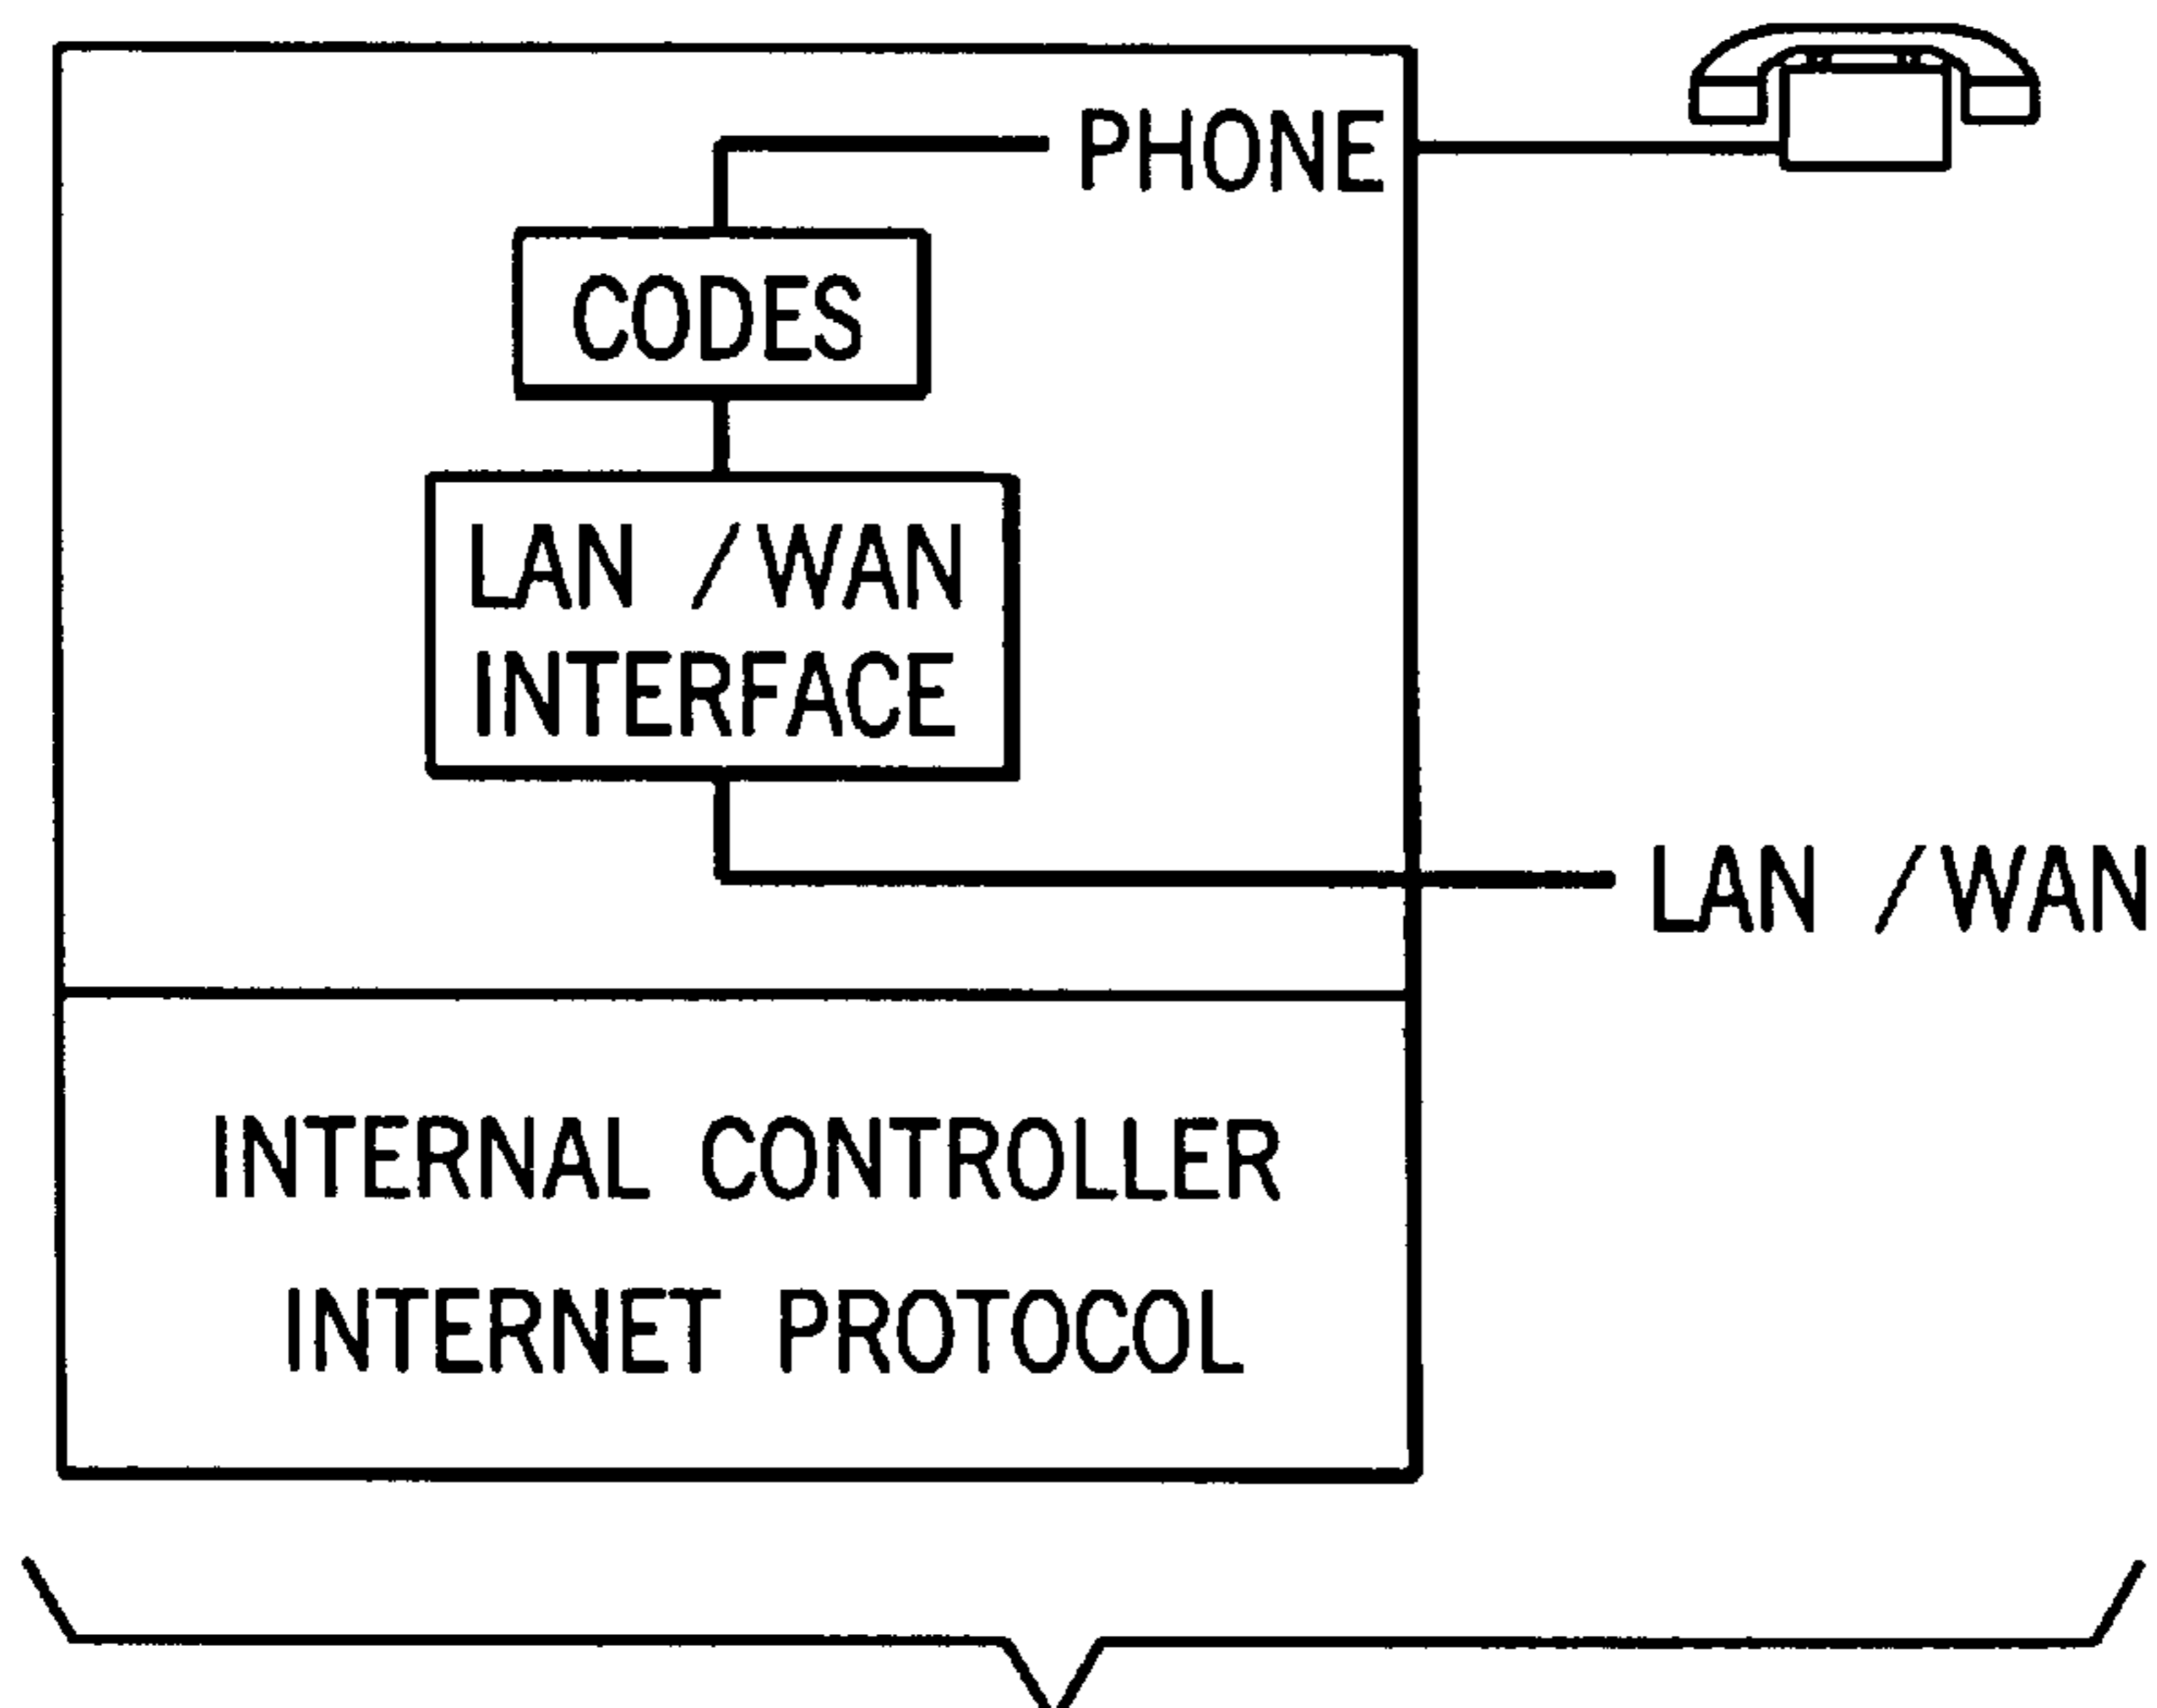 PHONE
CODES
LAN /WAN
INTERFACE
LAN /WAN
INTERNAL CONTROLLER
INTERNET PROTOCOL